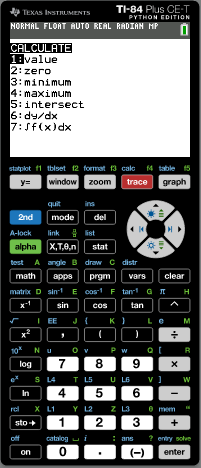 TEXAS INSTRUMENTS TI-84 Plus CE-T
PYTHON EDITION
NORMAL FLOAT AUTO REAL RADIAN MP
CALCULATE
1:value
2:zero
3:minimum
4:maximum
5:intersect
6:dy/dx
7:∫f(x)dx
statplot f1 tblset f2 format f3 calc f4 table f5
y= window zoom trace graph
quit ins
2nd mode del
A-lock link list
alpha X,T,θ,n stat
test A angle B draw C distr
math apps prgm vars clear
matrix D sin⁻¹ E cos⁻¹ F tan⁻¹ G π H
x⁻¹ sin cos tan ^
√ I EE J { K } L e M
x² , ( ) ÷
10ˣ N u O v P w Q [ R
log 7 8 9 ×
eˣ S L4 T L5 U L6 V ] W
ln 4 5 6 −
rcl X L1 Y L2 Z L3 θ mem "
sto→ 1 2 3 +
off catalog i : ans ? entry solve
on 0 . (−) enter